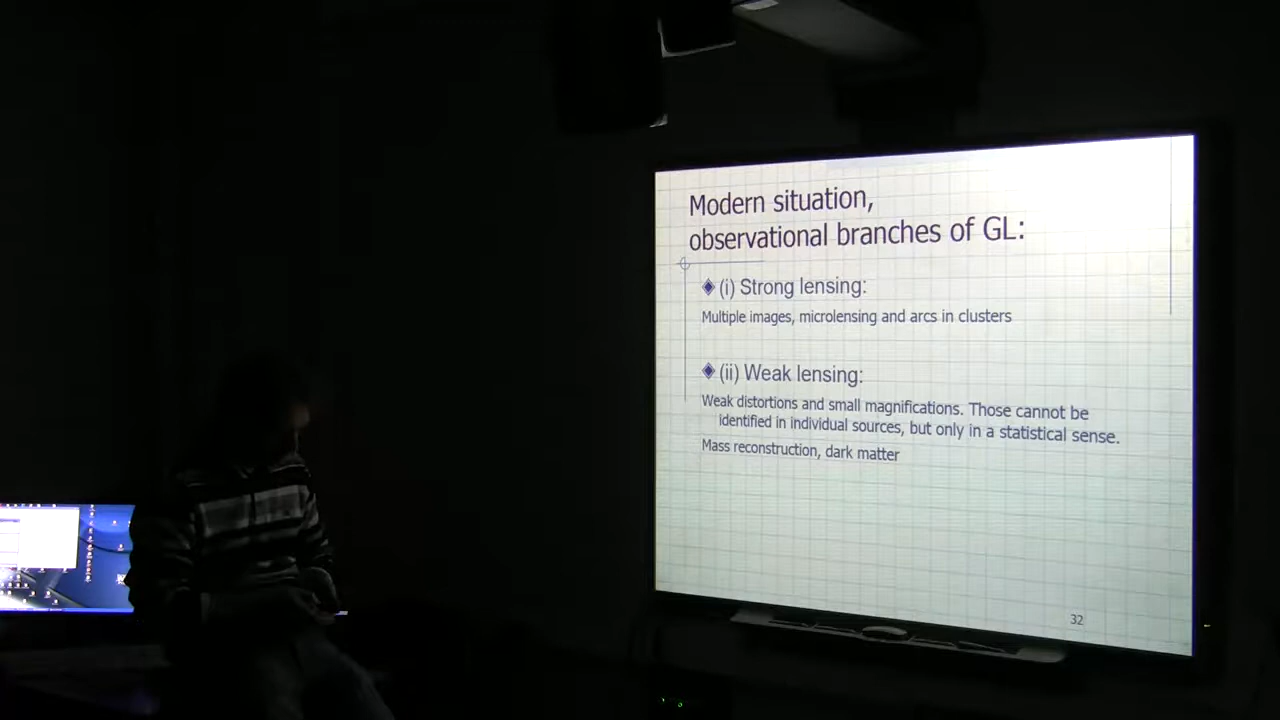 Modern situation,
observational branches of GL:
(i) Strong lensing:
Multiple images, microlensing and arcs in clusters
(ii) Weak lensing:
Weak distortions and small magnifications. Those cannot be
identified in individual sources, but only in a statistical sense.
Mass reconstruction, dark matter
32